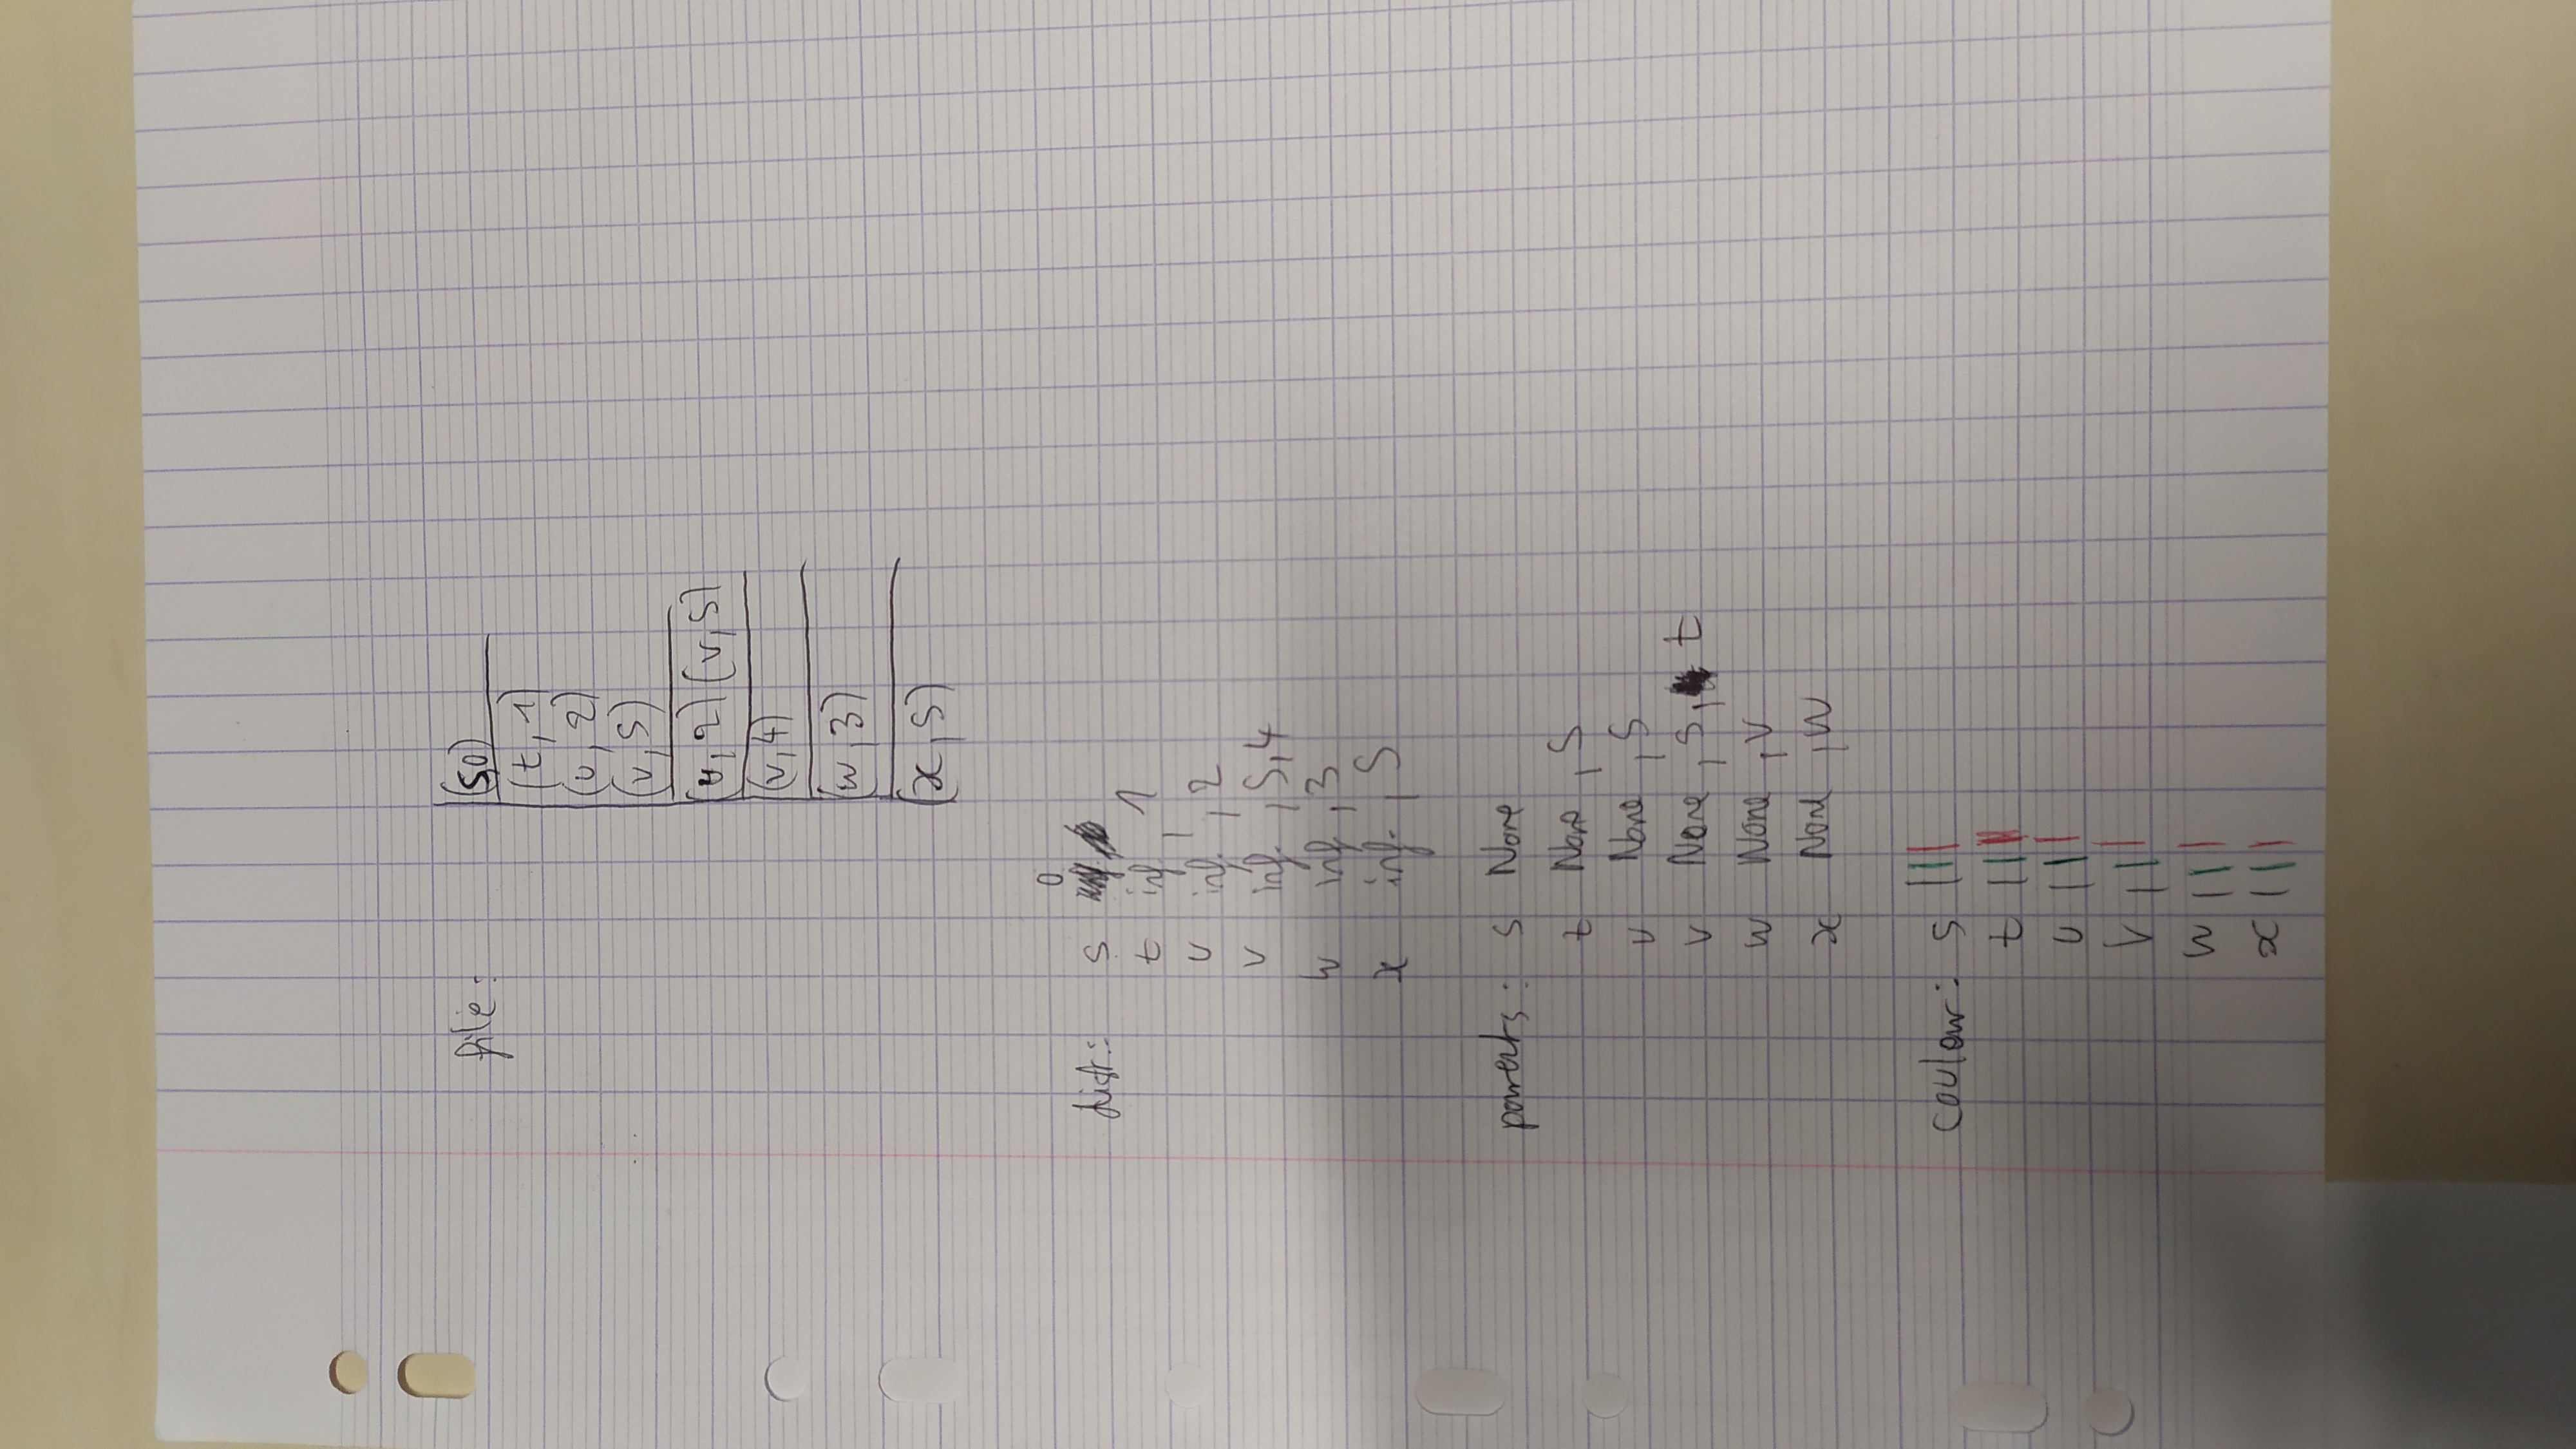 file: (s,0)
(t, 1)
(u, 2)
(v, 5)
(u, 2) (v, 5)
(v, 4)
(w, 3)
(x, 5)
0
dist: s
t inf, 1
u inf., 2
v inf., 5, 4
w inf, 3
x inf., 5
parents: s None
t None, s
u None, s
v None, s, t
w None, v
x None, w
couleur: s
t
u
v
w
x